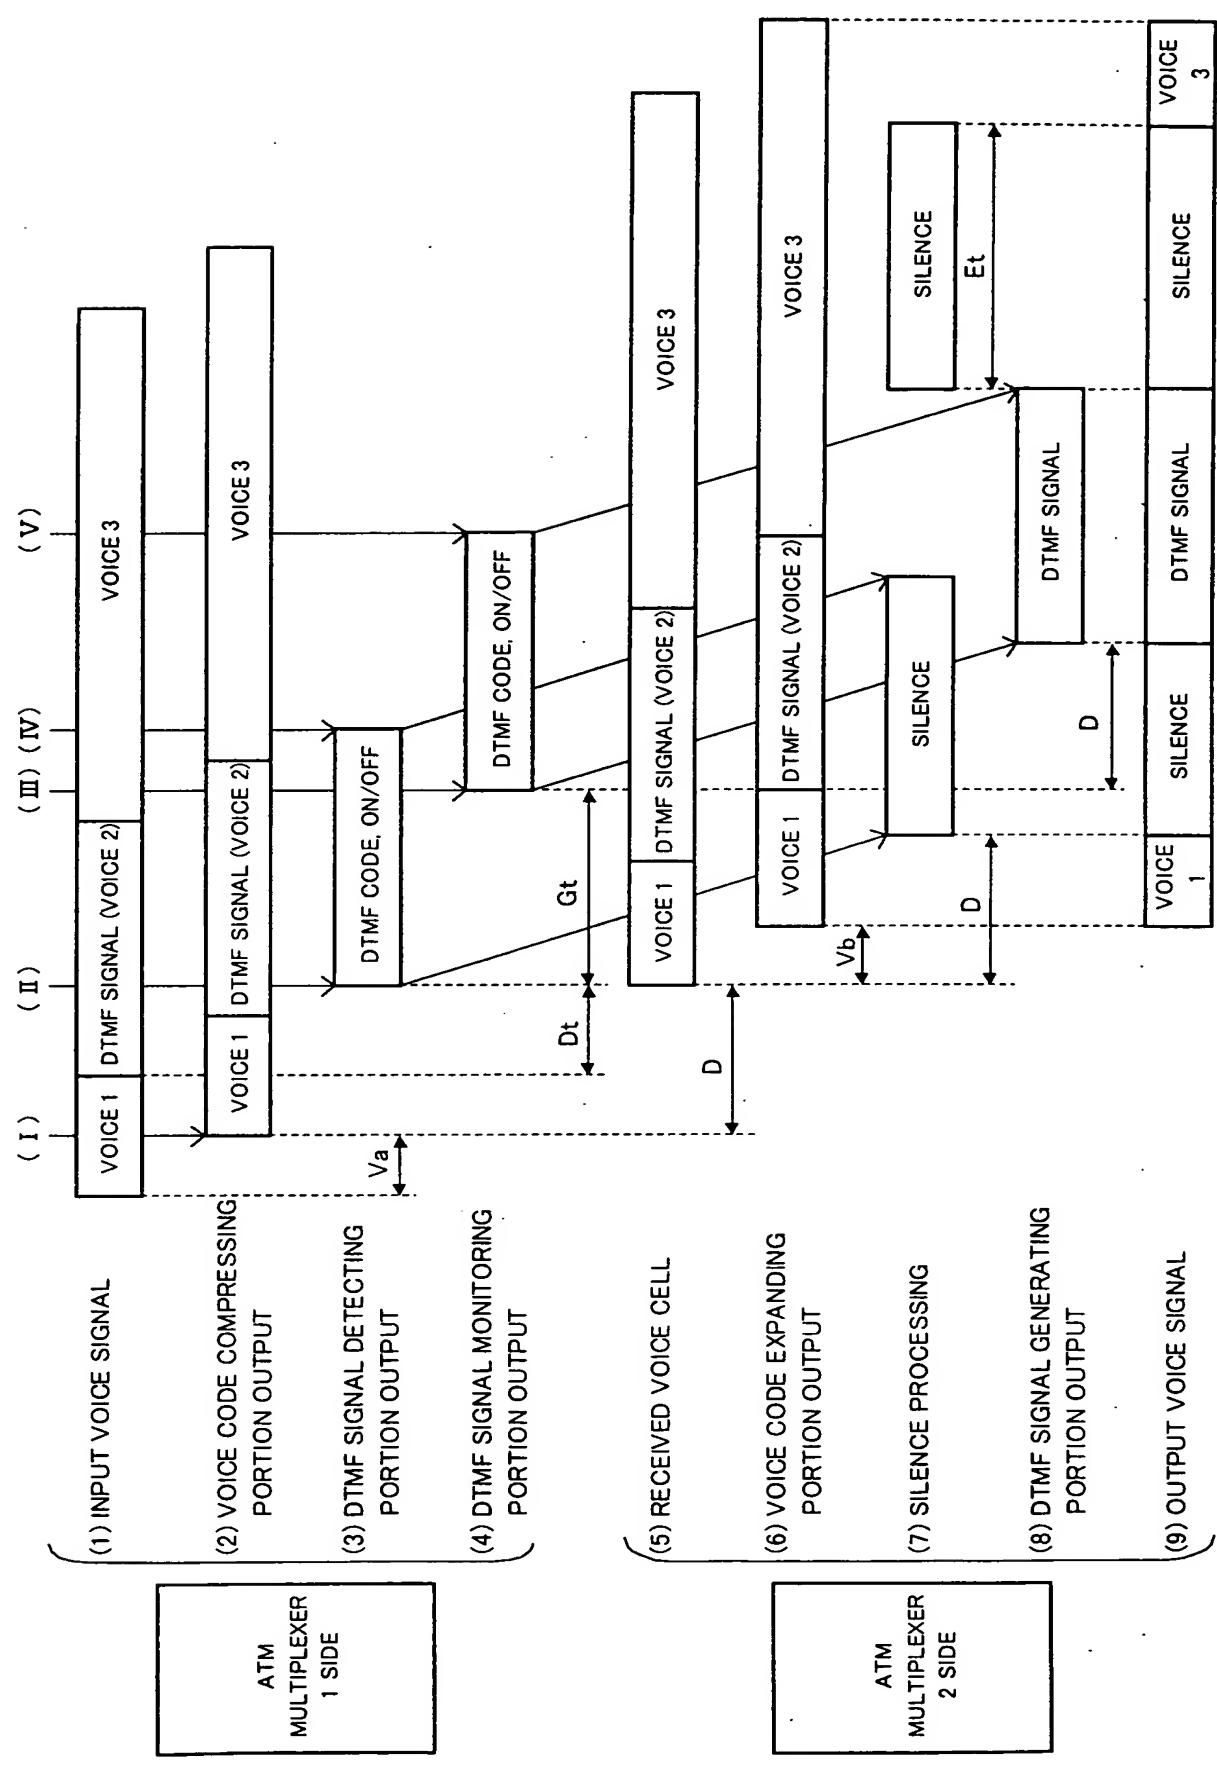 (I)
(II)
(III)
(IV)
(V)
ATM
MULTIPLEXER
1 SIDE
(1) INPUT VOICE SIGNAL
VOICE 1
DTMF SIGNAL (VOICE 2)
VOICE 3
(2) VOICE CODE COMPRESSING
PORTION OUTPUT
VOICE 1
DTMF SIGNAL (VOICE 2)
VOICE 3
Va
(3) DTMF SIGNAL DETECTING
PORTION OUTPUT
DTMF CODE, ON/OFF
(4) DTMF SIGNAL MONITORING
PORTION OUTPUT
DTMF CODE, ON/OFF
Dt
Gt
ATM
MULTIPLEXER
2 SIDE
(5) RECEIVED VOICE CELL
VOICE 1
DTMF SIGNAL (VOICE 2)
VOICE 3
D
(6) VOICE CODE EXPANDING
PORTION OUTPUT
VOICE 1
DTMF SIGNAL (VOICE 2)
VOICE 3
Vb
(7) SILENCE PROCESSING
SILENCE
SILENCE
D
Et
(8) DTMF SIGNAL GENERATING
PORTION OUTPUT
DTMF SIGNAL
D
(9) OUTPUT VOICE SIGNAL
VOICE
1
SILENCE
DTMF SIGNAL
SILENCE
VOICE
3